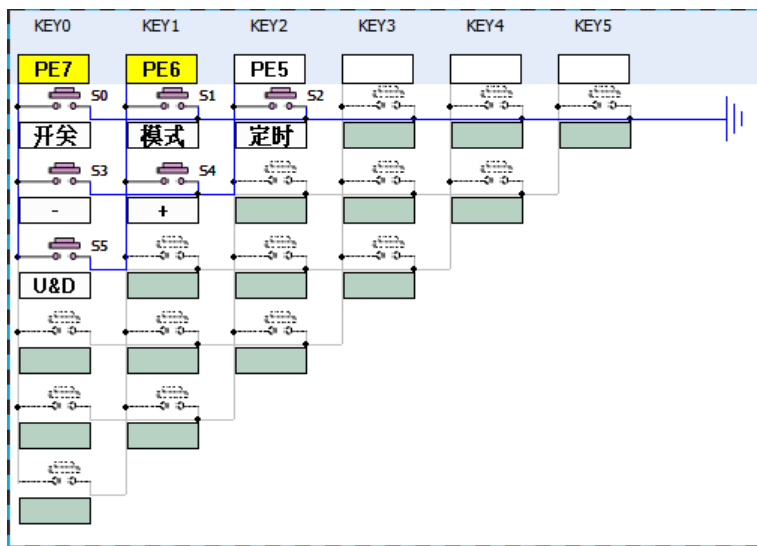 KEY0 KEY1 KEY2 KEY3 KEY4 KEY5
PE7 PE6 PE5
S0 S1 S2
开关 模式 定时
S3 S4
- +
S5
U&D